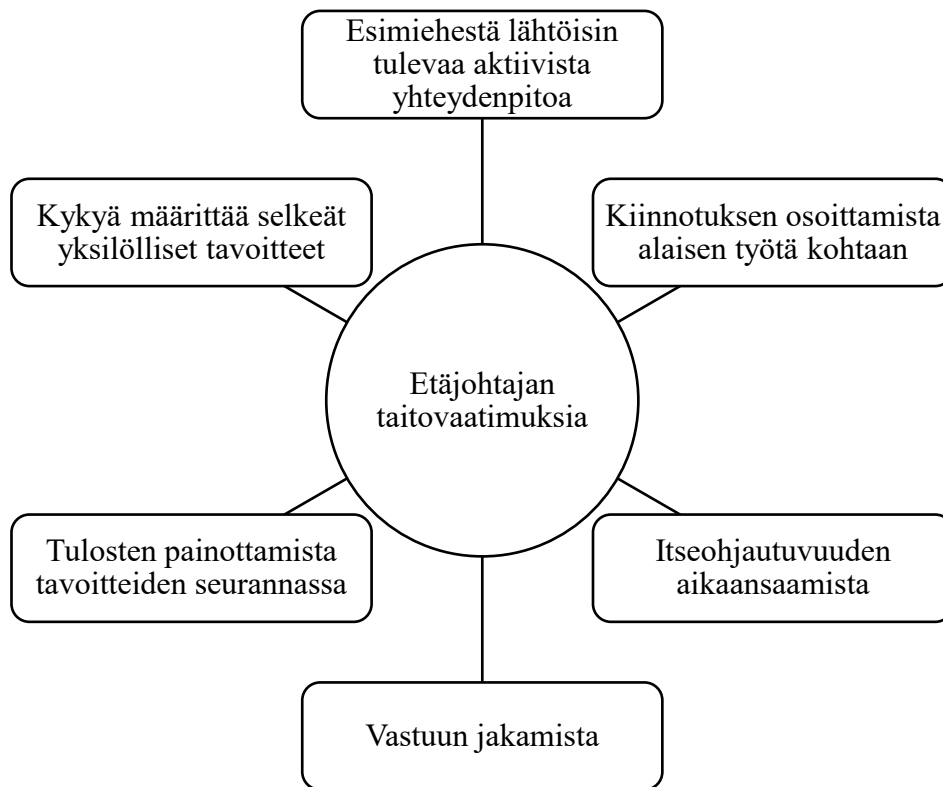 Esimiehestä lähtöisin
tulevaa aktiivista
yhteydenpitoa
Kykyä määrittää selkeät
yksilölliset tavoitteet
Kiinnotuksen osoittamista
alaisen työtä kohtaan
Etäjohtajan
taitovaatimuksia
Tulosten painottamista
tavoitteiden seurannassa
Itseohjautuvuuden
aikaansaamista
Vastuun jakamista